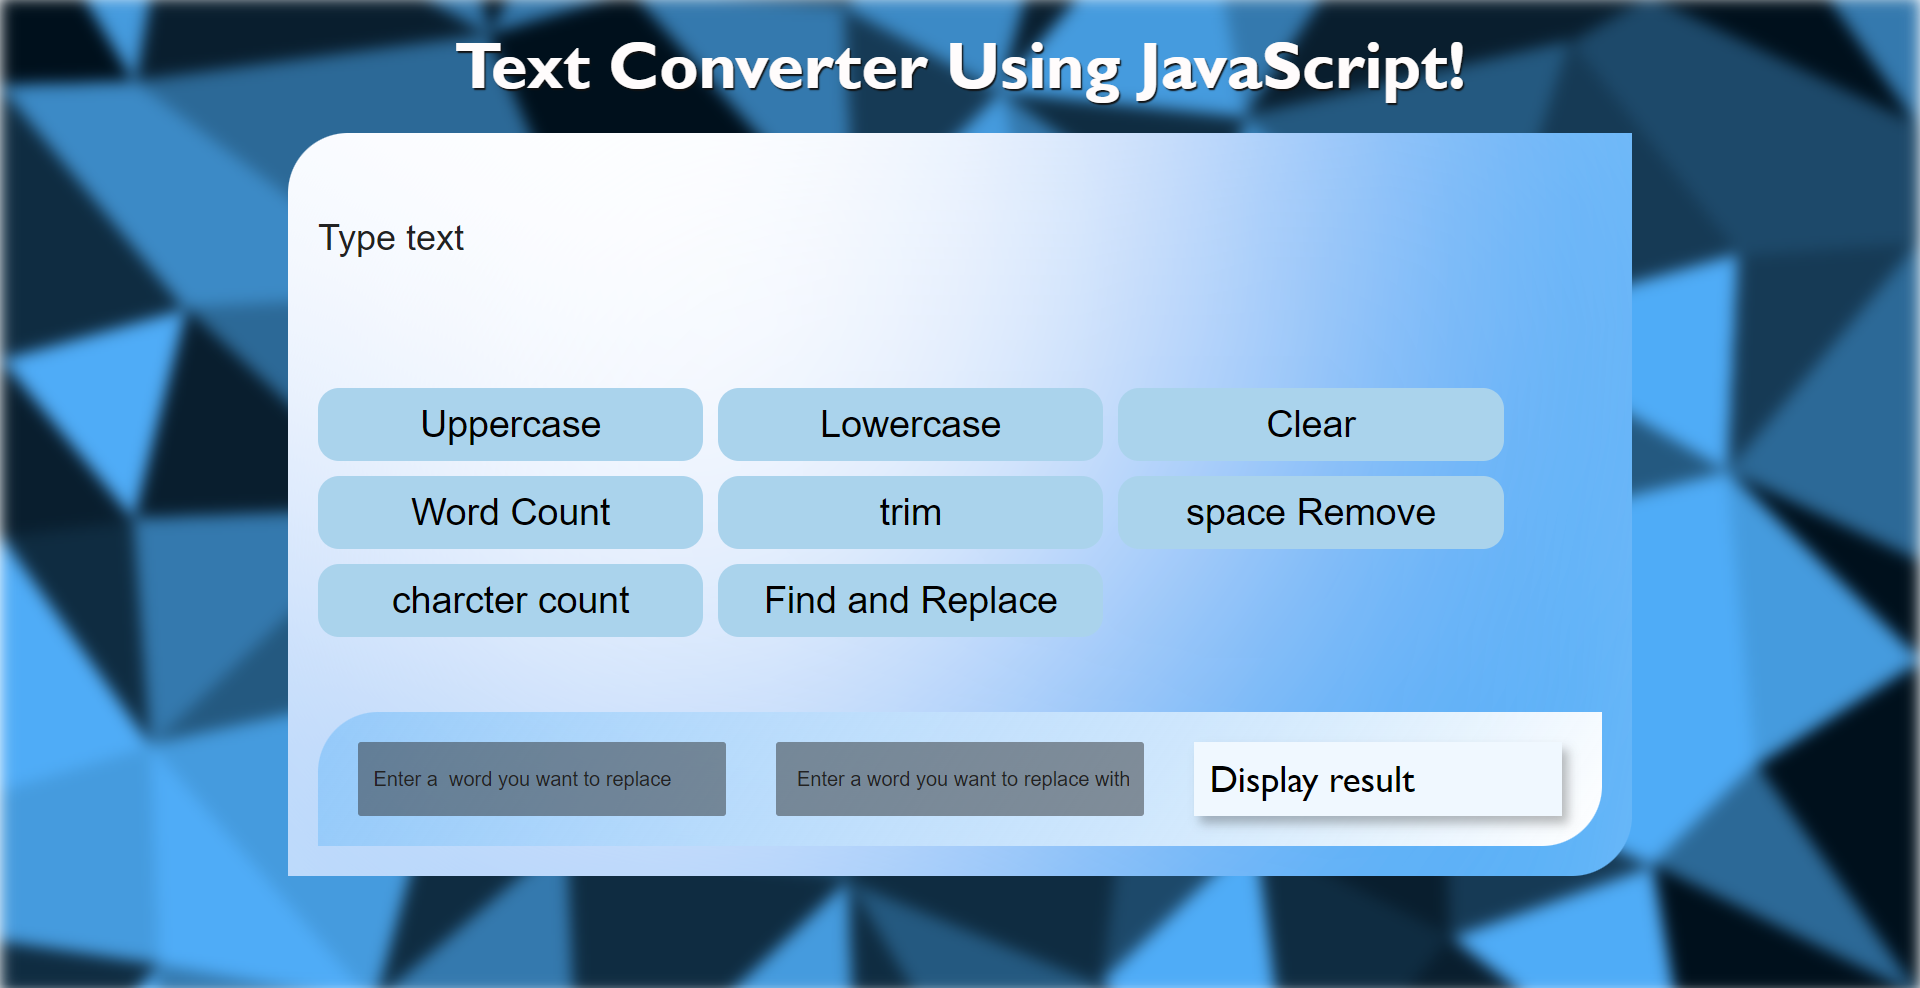 Text Converter Using JavaScript!
Type text
Uppercase
Lowercase
Clear
Word Count
trim
space Remove
charcter count
Find and Replace
Enter a  word you want to replace
Enter a word you want to replace with
Display result